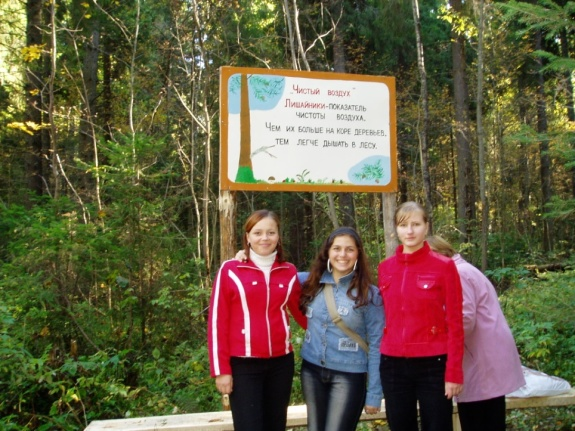 „Чистый воздух"
Лишайники-показатель
чистоты воздуха.
Чем их больше на коре деревьев,
тем легче дышать в лесу.